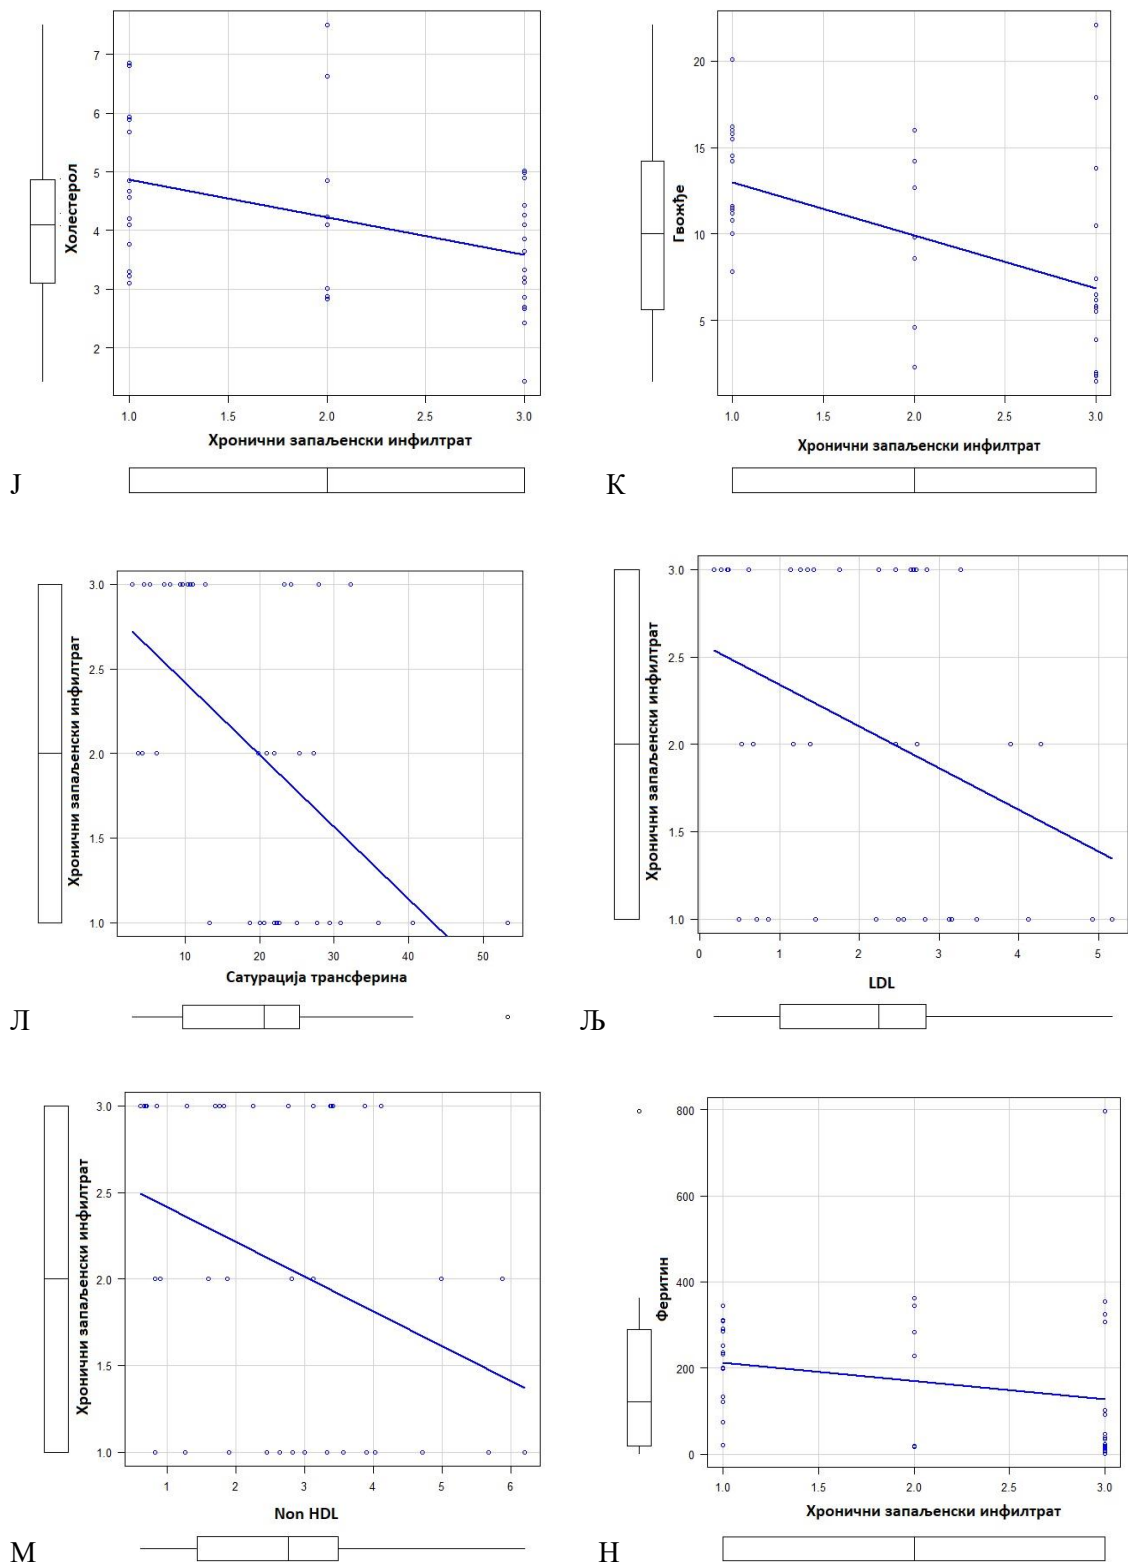 7
6
5
4
3
2
Холестерол
1.0 1.5 2.0 2.5 3.0
Хронични запаљенски инфилтрат
Ј
20
15
10
5
Гвожђе
1.0 1.5 2.0 2.5 3.0
Хронични запаљенски инфилтрат
К
3.0
2.5
2.0
1.5
1.0
Хронични запаљенски инфилтрат
10 20 30 40 50
Сатурација трансферина
Л
3.0
2.5
2.0
1.5
1.0
Хронични запаљенски инфилтрат
0 1 2 3 4 5
LDL
Љ
3.0
2.5
2.0
1.5
1.0
Хронични запаљенски инфилтрат
1 2 3 4 5 6
Non HDL
М
800
600
400
200
0
Феритин
1.0 1.5 2.0 2.5 3.0
Хронични запаљенски инфилтрат
Н